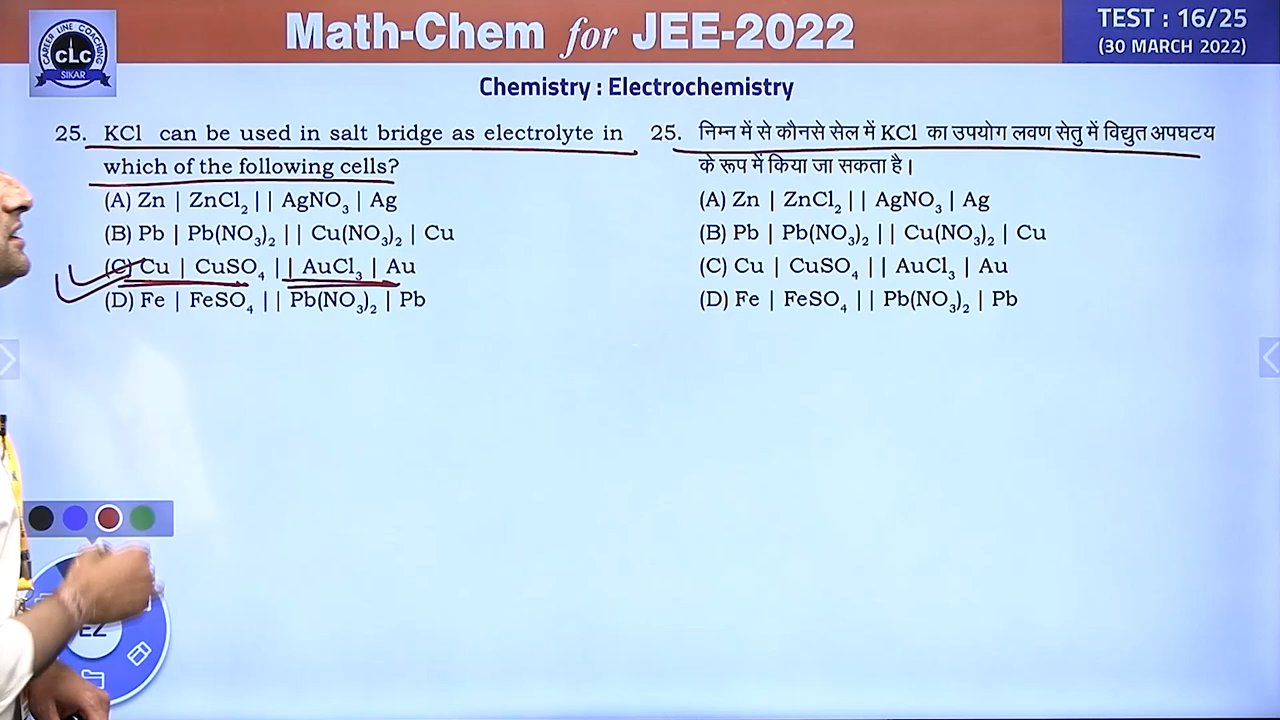 CAREER LINE COACHING
CLC
SIKAR
Math-Chem for JEE-2022
TEST : 16/25
(30 MARCH 2022)
Chemistry : Electrochemistry
25. KCl can be used in salt bridge as electrolyte in
which of the following cells?
(A) Zn | ZnCl₂ || AgNO₃ | Ag
(B) Pb | Pb(NO₃)₂ || Cu(NO₃)₂ | Cu
(C) Cu | CuSO₄ || AuCl₃ | Au
(D) Fe | FeSO₄ || Pb(NO₃)₂ | Pb
25. निम्न में से कौनसे सेल में KCl का उपयोग लवण सेतु में विद्युत अपघटय
के रूप में किया जा सकता है।
(A) Zn | ZnCl₂ || AgNO₃ | Ag
(B) Pb | Pb(NO₃)₂ || Cu(NO₃)₂ | Cu
(C) Cu | CuSO₄ || AuCl₃ | Au
(D) Fe | FeSO₄ || Pb(NO₃)₂ | Pb
EZ